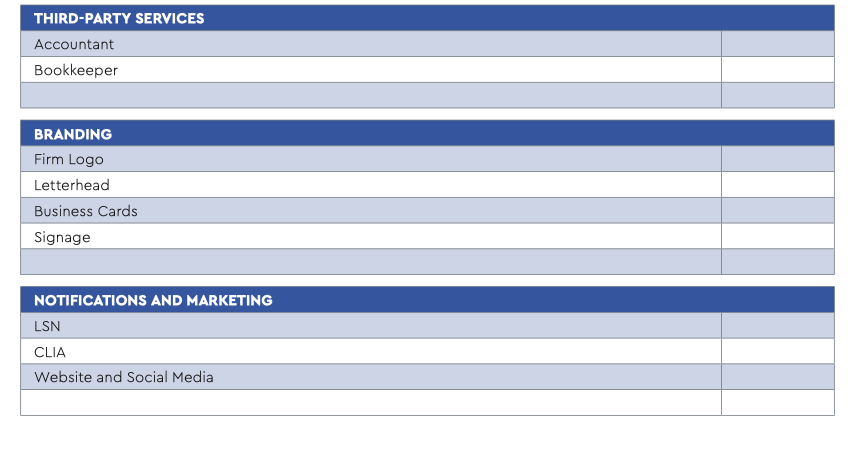 THIRD-PARTY SERVICES
Accountant
Bookkeeper
BRANDING
Firm Logo
Letterhead
Business Cards
Signage
NOTIFICATIONS AND MARKETING
LSN
CLIA
Website and Social Media